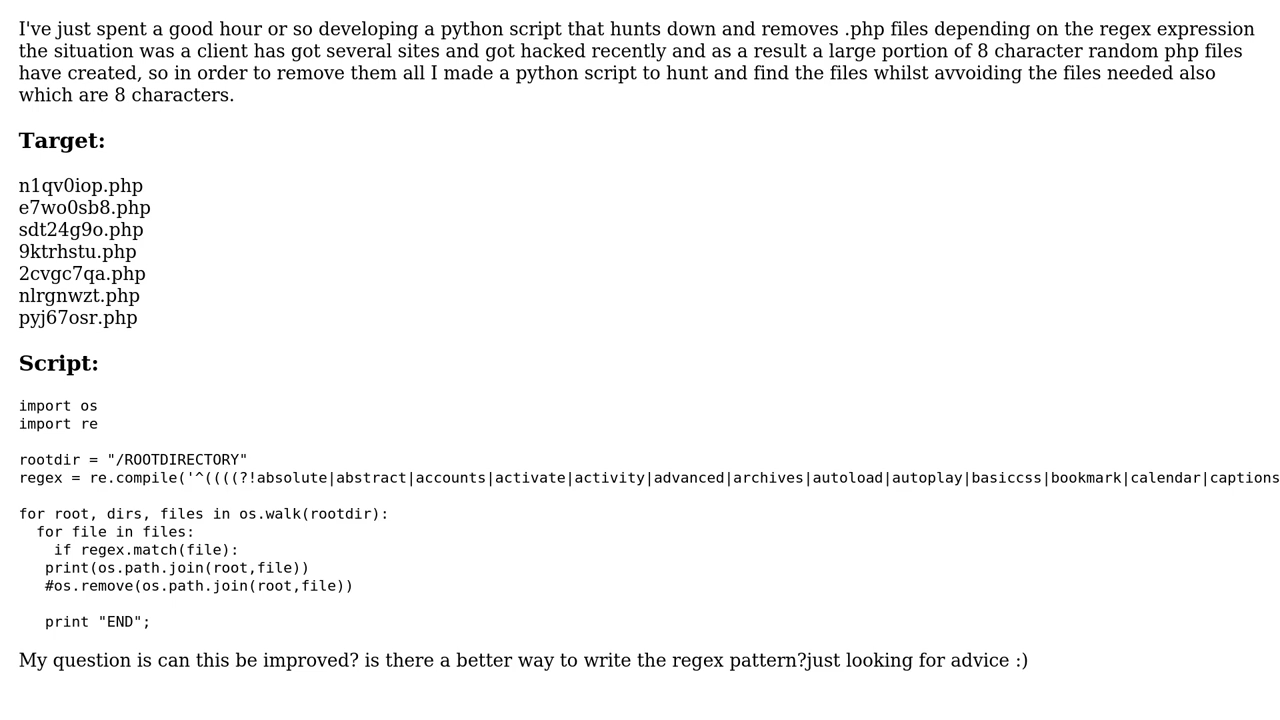 I've just spent a good hour or so developing a python script that hunts down and removes .php files depending on the regex expression
the situation was a client has got several sites and got hacked recently and as a result a large portion of 8 character random php files
have created, so in order to remove them all I made a python script to hunt and find the files whilst avvoiding the files needed also
which are 8 characters.
Target:
n1qv0iop.php
e7wo0sb8.php
sdt24g9o.php
9ktrhstu.php
2cvgc7qa.php
nlrgnwzt.php
pyj67osr.php
Script:
import os
import re
rootdir = "/ROOTDIRECTORY"
regex = re.compile('^((((?!absolute|abstract|accounts|activate|activity|advanced|archives|autoload|autoplay|basiccss|bookmark|calendar|captions
for root, dirs, files in os.walk(rootdir):
  for file in files:
    if regex.match(file):
   print(os.path.join(root,file))
   #os.remove(os.path.join(root,file))
   print "END";
My question is can this be improved? is there a better way to write the regex pattern?just looking for advice :)